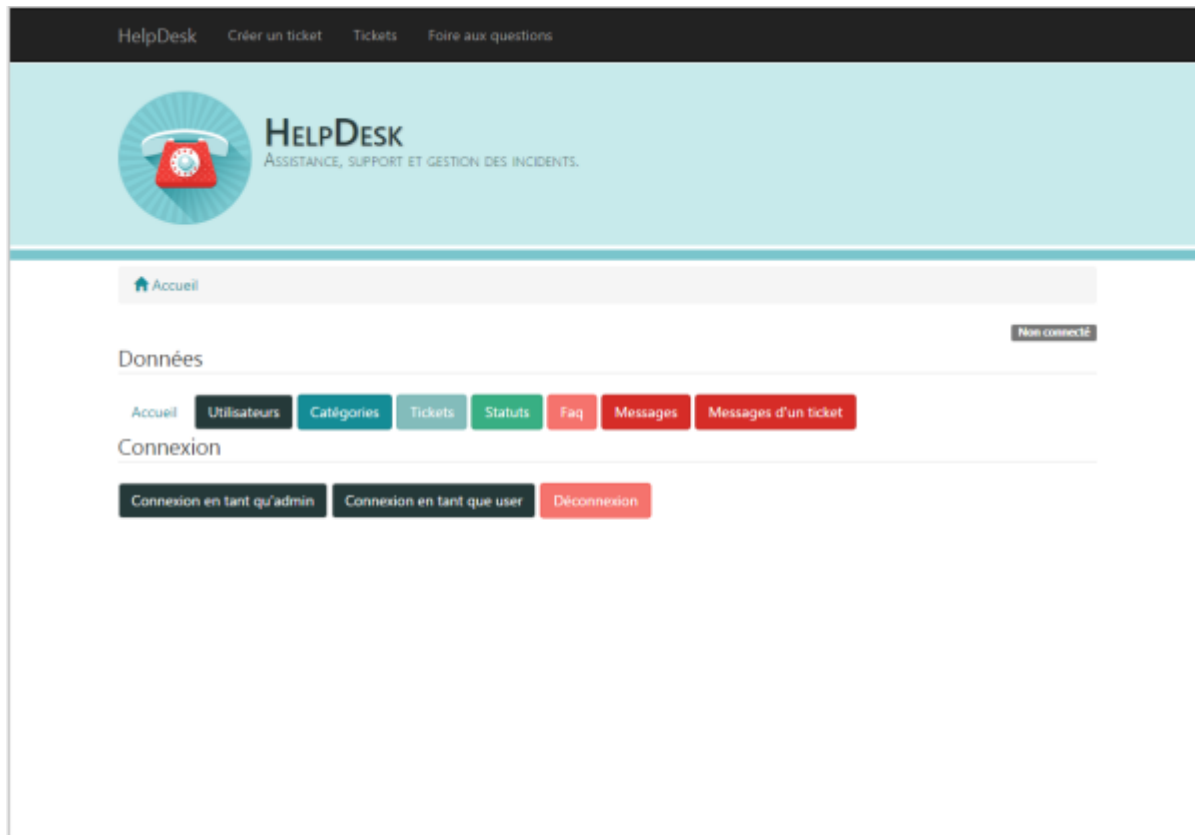 HelpDesk Créer un ticket Tickets Foire aux questions
HELPDESK
ASSISTANCE, SUPPORT ET GESTION DES INCIDENTS.
Accueil
Non connecté
Données
Accueil Utilisateurs Catégories Tickets Statuts Faq Messages Messages d'un ticket
Connexion
Connexion en tant qu'admin Connexion en tant que user Déconnexion